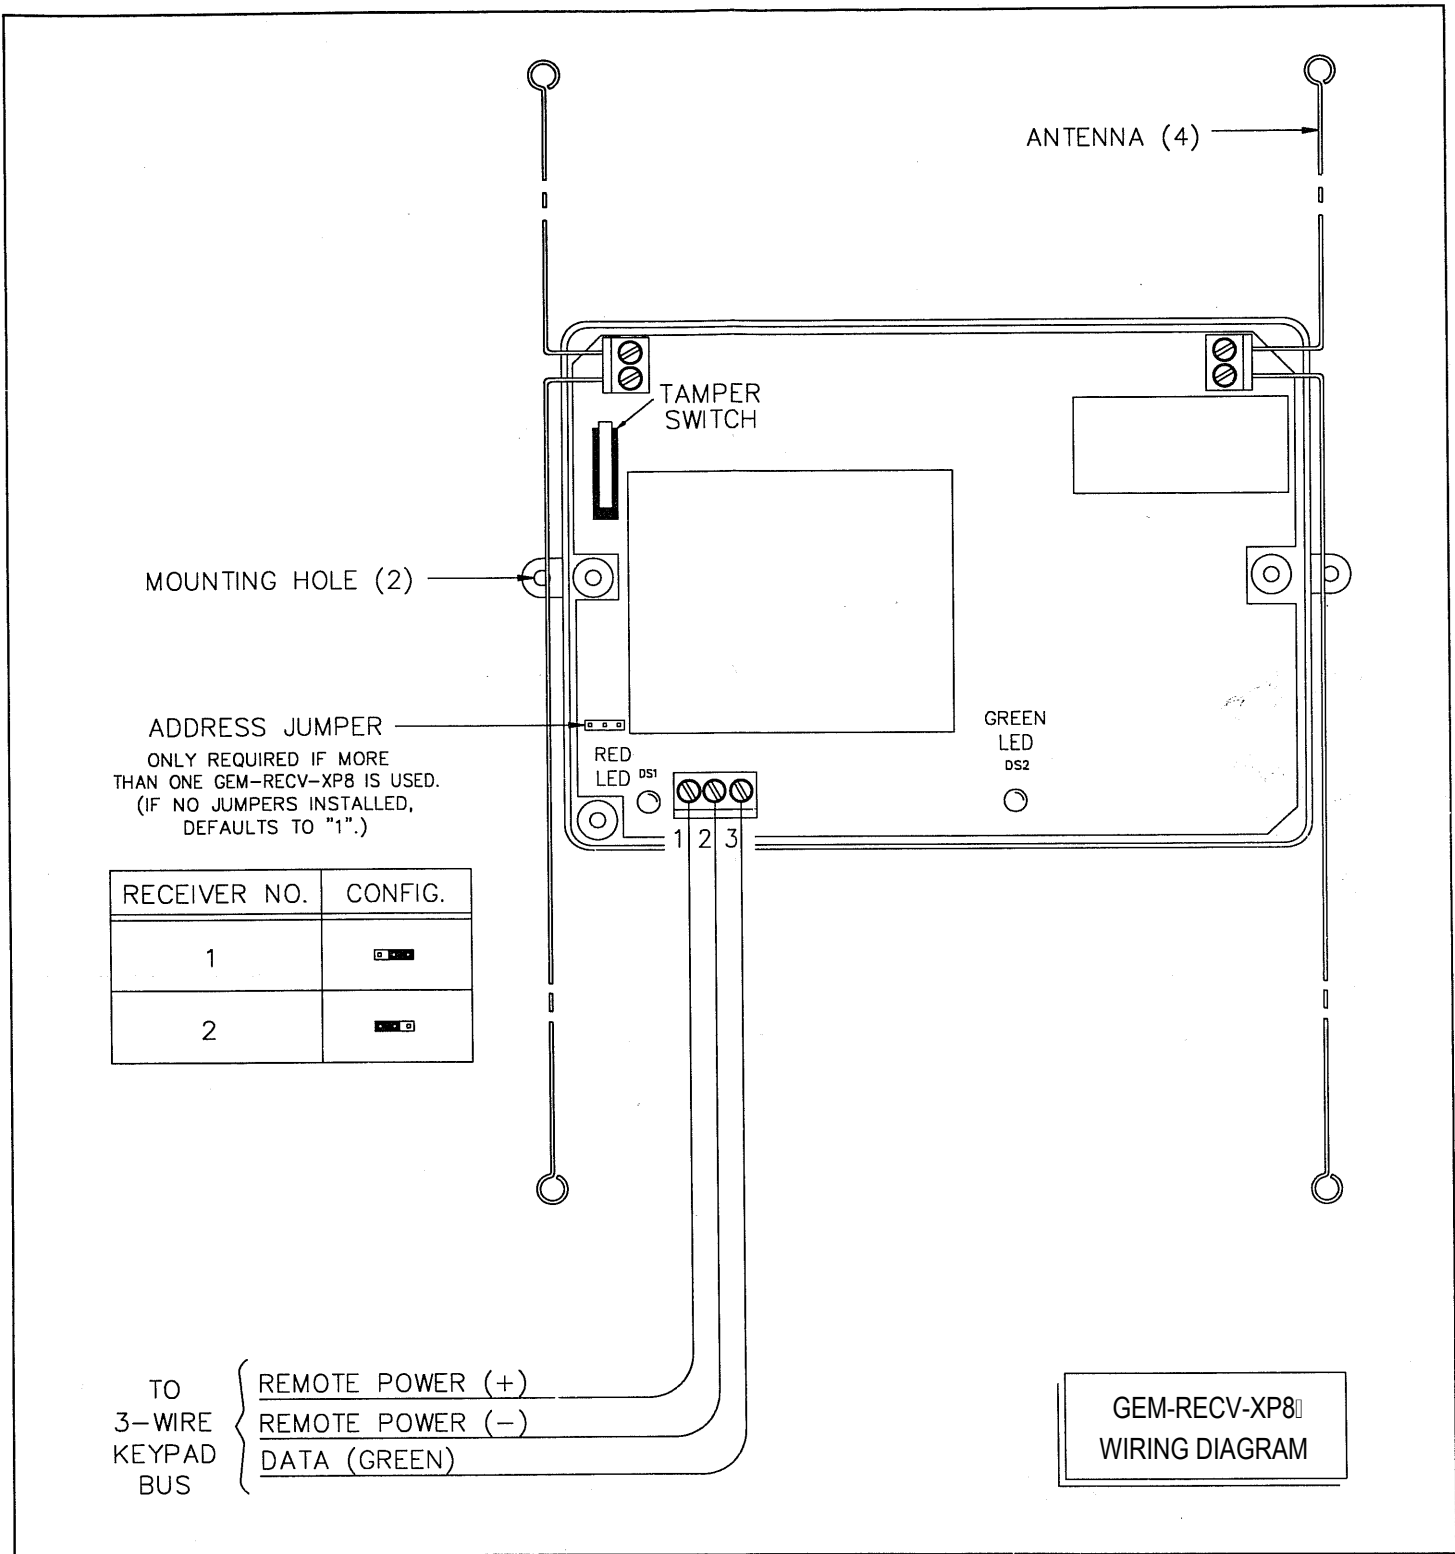 ANTENNA (4)
TAMPER
SWITCH
MOUNTING HOLE (2)
ADDRESS JUMPER
ONLY REQUIRED IF MORE
THAN ONE GEM-RECV-XP8 IS USED.
(IF NO JUMPERS INSTALLED,
DEFAULTS TO "1".)
RED
LED DS1
GREEN
LED
DS2
1 2 3
RECEIVER NO. CONFIG.
1
2
TO
3-WIRE
KEYPAD
BUS
REMOTE POWER (+)
REMOTE POWER (-)
DATA (GREEN)
GEM-RECV-XP8
WIRING DIAGRAM